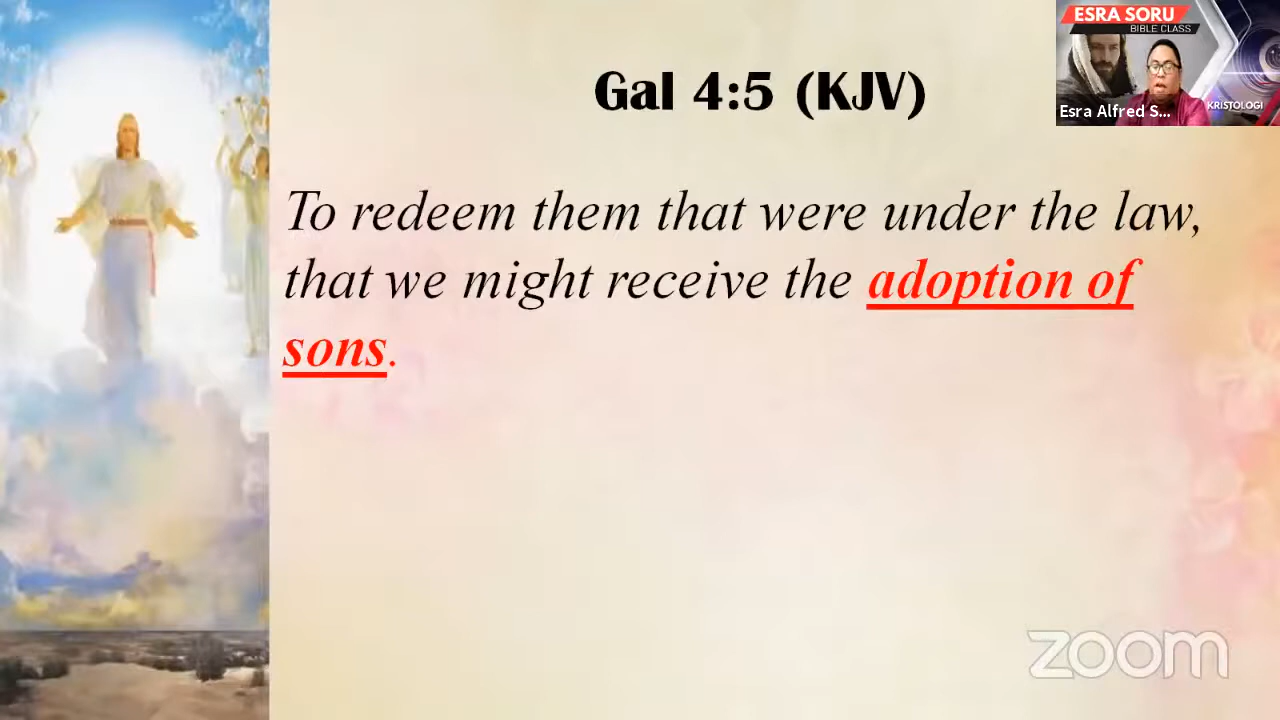 Gal 4:5 (KJV)
ESRA SORU
BIBLE CLASS
KRISTOLOGI
Esra Alfred S...
To redeem them that were under the law,
that we might receive the adoption of
sons.
zoom